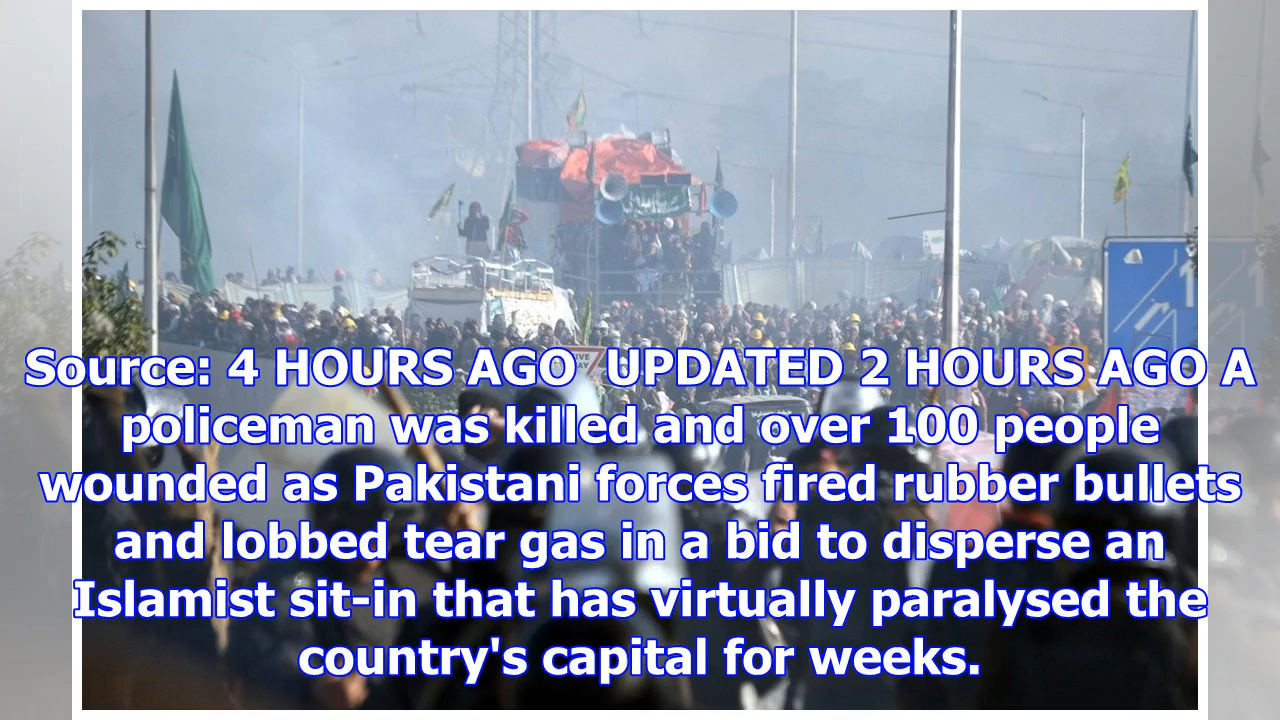 Source: 4 HOURS AGO  UPDATED 2 HOURS AGO A
policeman was killed and over 100 people
wounded as Pakistani forces fired rubber bullets
and lobbed tear gas in a bid to disperse an
Islamist sit-in that has virtually paralysed the
country's capital for weeks.